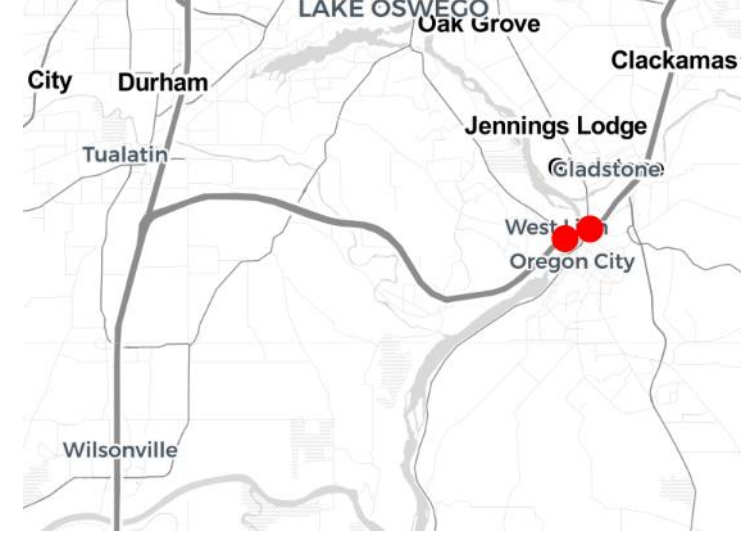 LAKE OSWEGO
Oak Grove
Clackamas
City
Durham
Jennings Lodge
Tualatin
Gladstone
West
Oregon City
Wilsonville